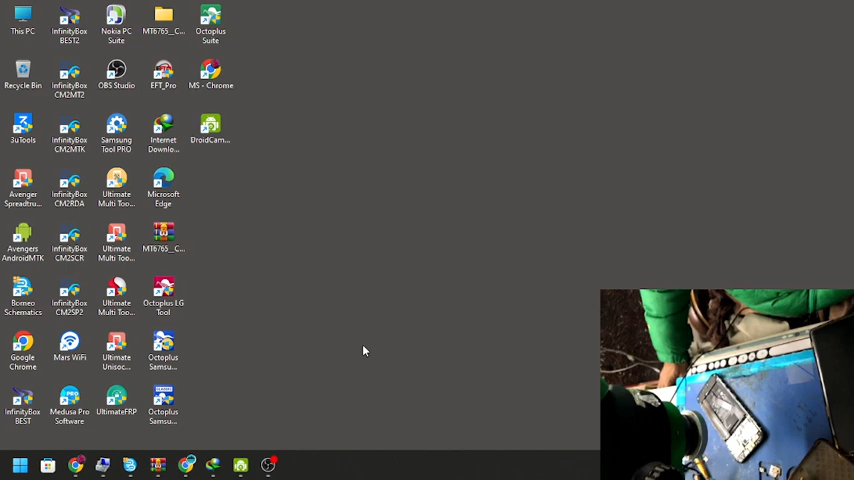 This PC
InfinityBox
BEST2
Nokia PC
Suite
MT6765__C...
Octoplus
Suite
Recycle Bin
InfinityBox
CM2MT2
OBS Studio
EFT_Pro
MS - Chrome
3uTools
InfinityBox
CM2MTK
Samsung
Tool PRO
Internet
Downlo...
DroidCam...
Avenger
Spreadtru...
InfinityBox
CM2RDA
Ultimate
Multi Too...
Microsoft
Edge
Avengers
AndroidMTK
InfinityBox
CM2SCR
Ultimate
Multi Too...
MT6765__C...
Borneo
Schematics
InfinityBox
CM2SP2
Ultimate
Multi Too...
Octoplus LG
Tool
Google
Chrome
Mars WiFi
Ultimate
Unisoc...
Octoplus
Samsu...
InfinityBox
BEST
Medusa Pro
Software
UltimateFRP
Octoplus
Samsu...